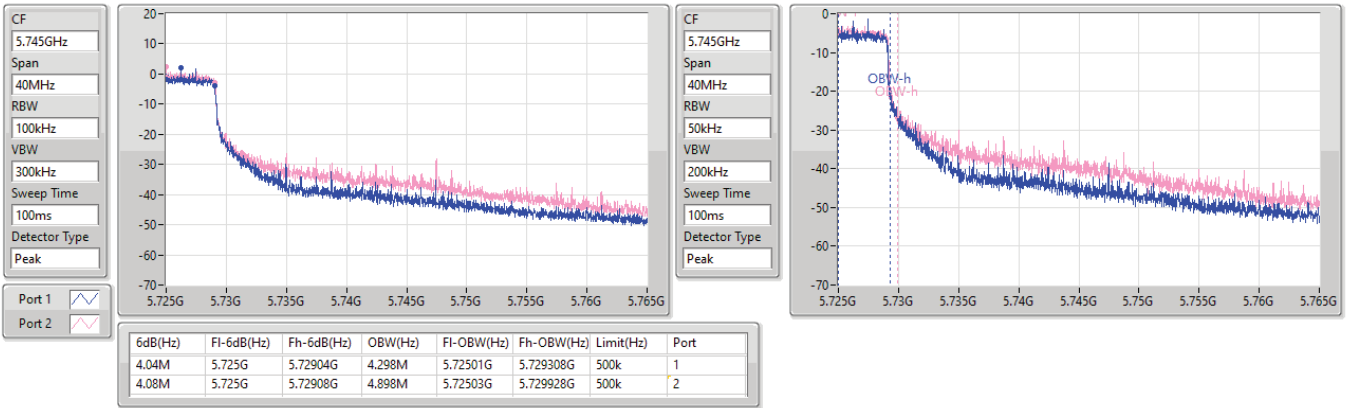 CF
5.745GHz
Span
40MHz
RBW
100kHz
VBW
300kHz
Sweep Time
100ms
Detector Type
Peak
Port 1
Port 2
20
10
0
-10
-20
-30
-40
-50
-60
-70
5.725G 5.73G 5.735G 5.74G 5.745G 5.75G 5.755G 5.76G 5.765G
CF
5.745GHz
Span
40MHz
RBW
50kHz
VBW
200kHz
Sweep Time
100ms
Detector Type
Peak
0
-10
-20
-30
-40
-50
-60
-70
OBW-h
OBW-h
5.725G 5.73G 5.735G 5.74G 5.745G 5.75G 5.755G 5.76G 5.765G
6dB(Hz) Fl-6dB(Hz) Fh-6dB(Hz) OBW(Hz) Fl-OBW(Hz) Fh-OBW(Hz) Limit(Hz) Port
4.04M 5.725G 5.72904G 4.298M 5.72501G 5.729308G 500k 1
4.08M 5.725G 5.72908G 4.898M 5.72503G 5.729928G 500k 2